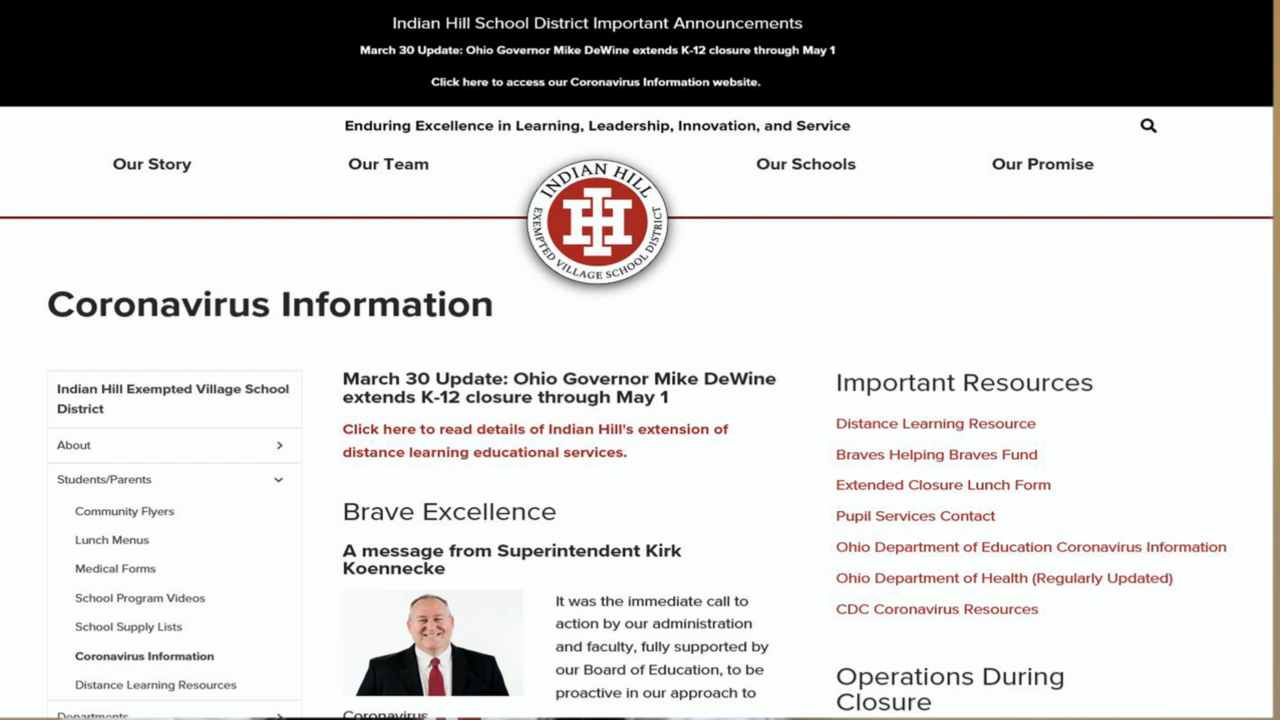 Indian Hill School District Important Announcements
March 30 Update: Ohio Governor Mike DeWine extends K-12 closure through May 1
Click here to access our Coronavirus Information website.
Enduring Excellence in Learning, Leadership, Innovation, and Service
Our Story
Our Team
Our Schools
Our Promise
INDIAN HILL
EXEMPTED VILLAGE SCHOOL DISTRICT
IH
Coronavirus Information
Indian Hill Exempted Village School
District
About
Students/Parents
Community Flyers
Lunch Menus
Medical Forms
School Program Videos
School Supply Lists
Coronavirus Information
Distance Learning Resources
Departments
March 30 Update: Ohio Governor Mike DeWine
extends K-12 closure through May 1
Click here to read details of Indian Hill's extension of
distance learning educational services.
Brave Excellence
A message from Superintendent Kirk
Koennecke
It was the immediate call to
action by our administration
and faculty, fully supported by
our Board of Education, to be
proactive in our approach to
Coronavirus
Important Resources
Distance Learning Resource
Braves Helping Braves Fund
Extended Closure Lunch Form
Pupil Services Contact
Ohio Department of Education Coronavirus Information
Ohio Department of Health (Regularly Updated)
CDC Coronavirus Resources
Operations During
Closure